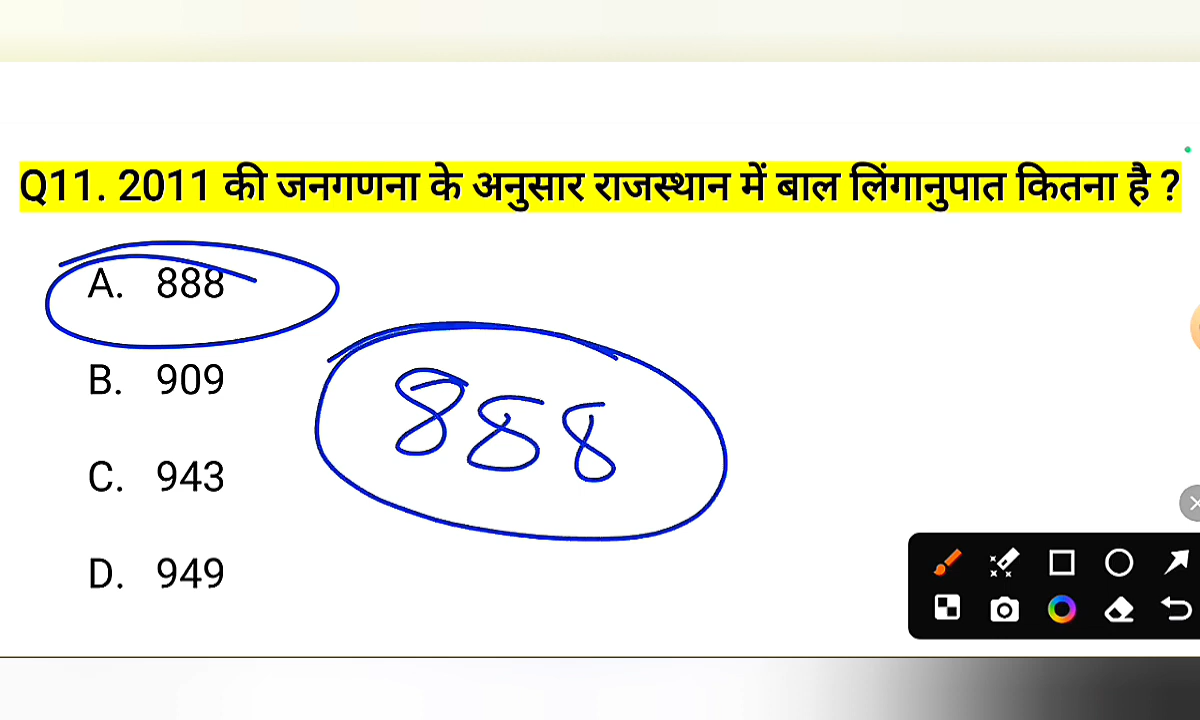 Q11. 2011 की जनगणना के अनुसार राजस्थान में बाल लिंगानुपात कितना है ?
A. 888
B. 909
888
C. 943
D. 949